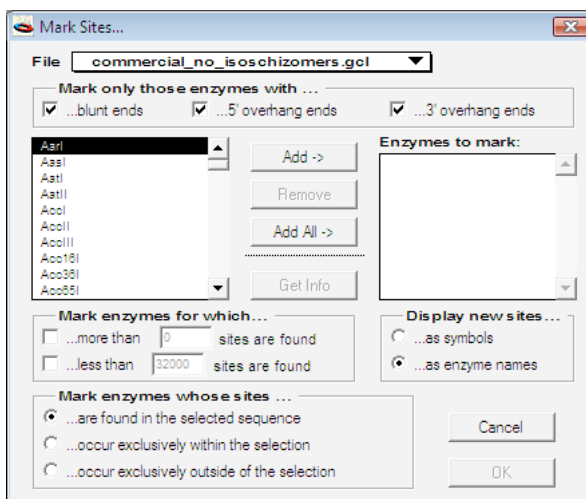 Mark Sites...
File commercial_no_isoschizomers.gcl
Mark only those enzymes with ...
...blunt ends ...5' overhang ends ...3' overhang ends
Enzymes to mark:
AarI
AasI
AatI
AatII
AccI
AccII
AccIII
Acc16I
Acc36I
Acc65I
Add ->
Remove
Add All ->
Get Info
Mark enzymes for which...
...more than 0 sites are found
...less than 32000 sites are found
Display new sites...
...as symbols
...as enzyme names
Mark enzymes whose sites ...
...are found in the selected sequence
...occur exclusively within the selection
...occur exclusively outside of the selection
Cancel
OK